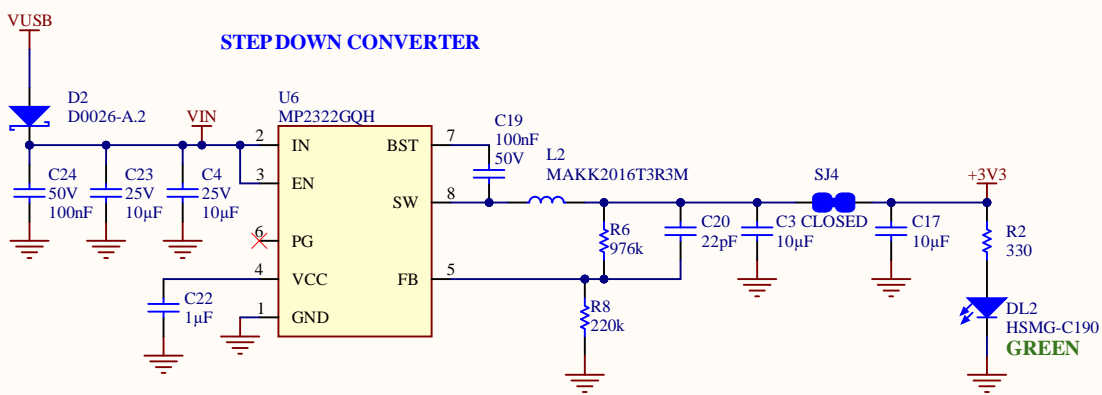 VUSB
STEP DOWN CONVERTER
D2
D0026-A.2
VIN
U6
MP2322GQH
2
IN
BST
7
C19
100nF
50V
L2
MAKK2016T3R3M
SJ4
CLOSED
+3V3
C24
50V
100nF
C23
25V
10µF
C4
25V
10µF
3
EN
SW
8
6
PG
R6
976k
C20
22pF
C3
10µF
C17
10µF
R2
330
4
VCC
FB
5
C22
1µF
1
GND
R8
220k
DL2
HSMG-C190
GREEN